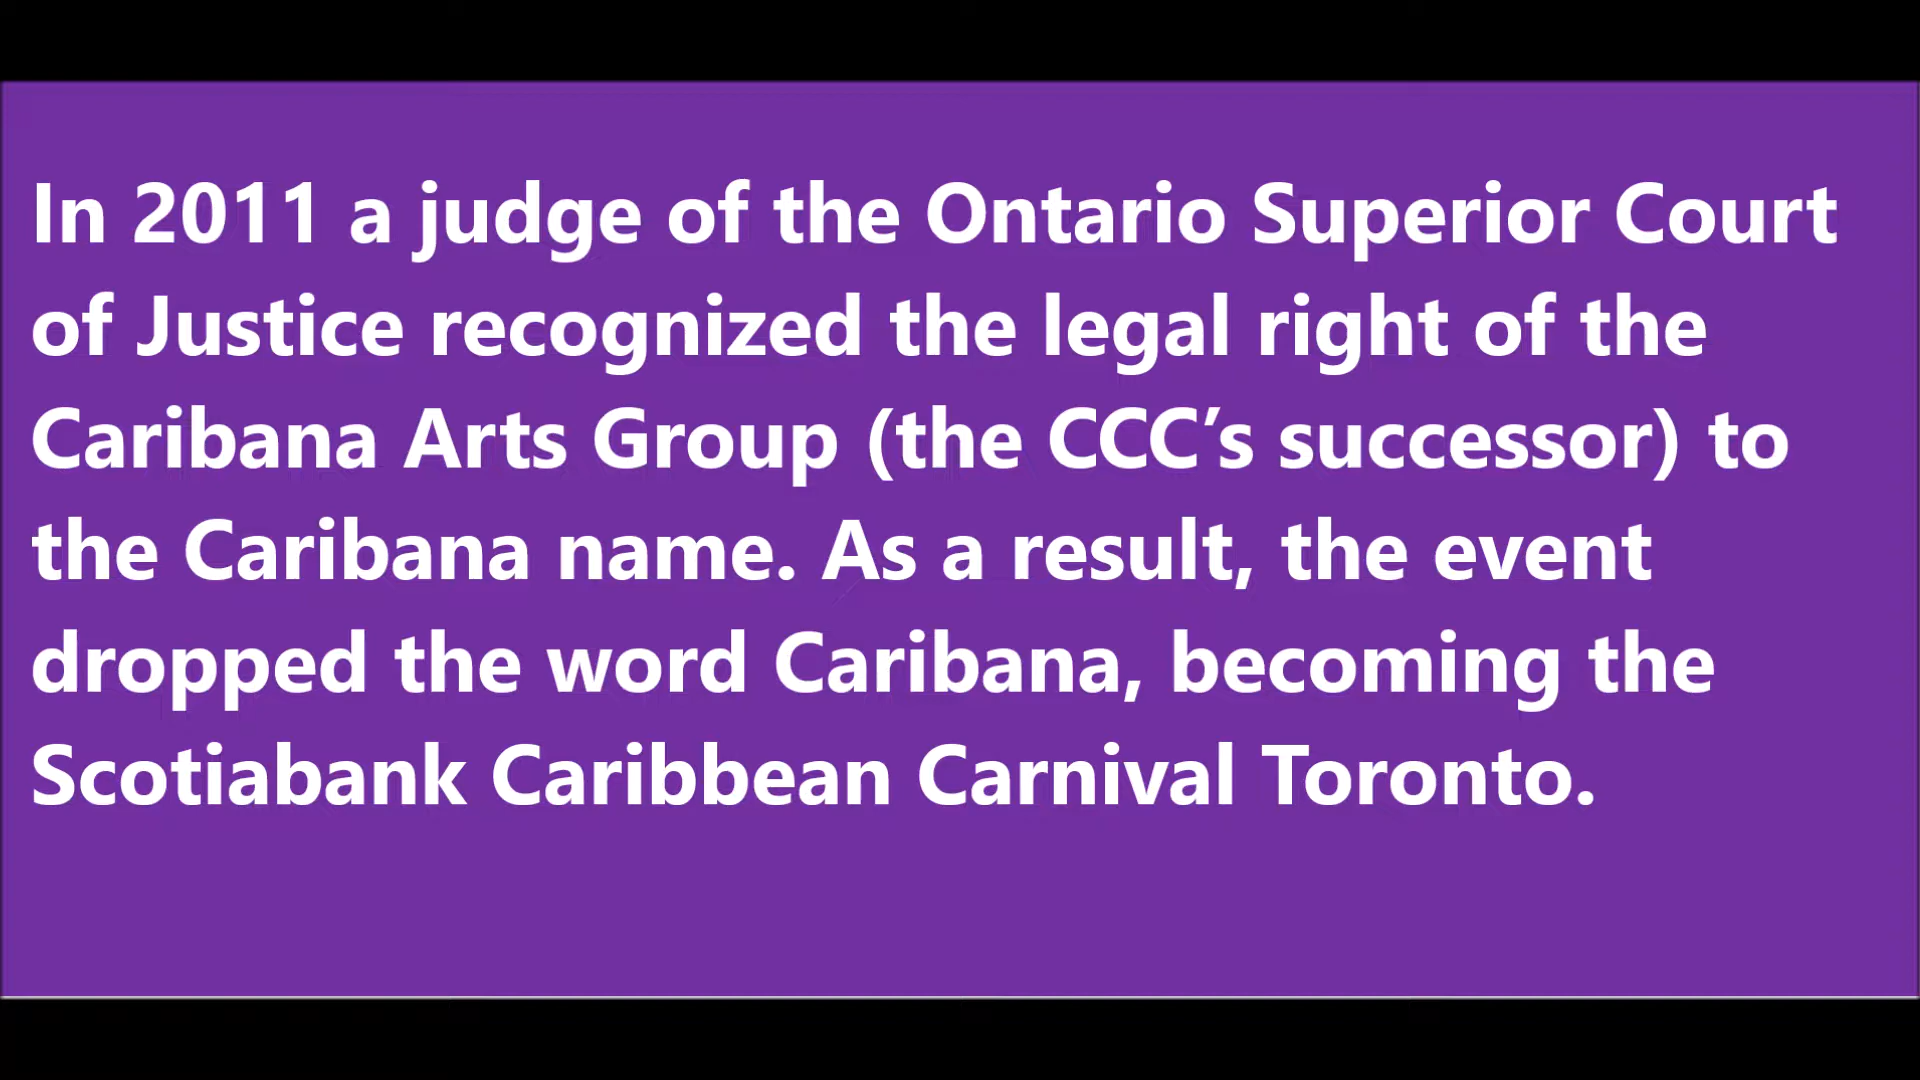 In 2011 a judge of the Ontario Superior Court
of Justice recognized the legal right of the
Caribana Arts Group (the CCC’s successor) to
the Caribana name. As a result, the event
dropped the word Caribana, becoming the
Scotiabank Caribbean Carnival Toronto.